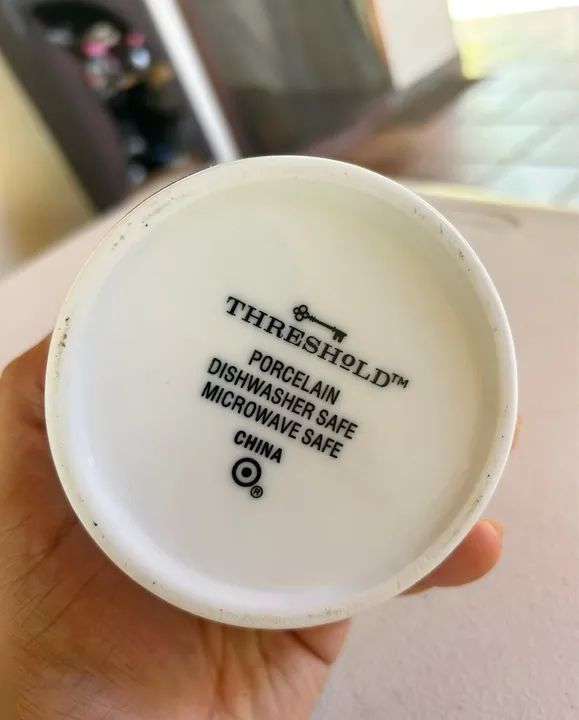 THRESHOLD™
PORCELAIN
DISHWASHER SAFE
MICROWAVE SAFE
CHINA
®